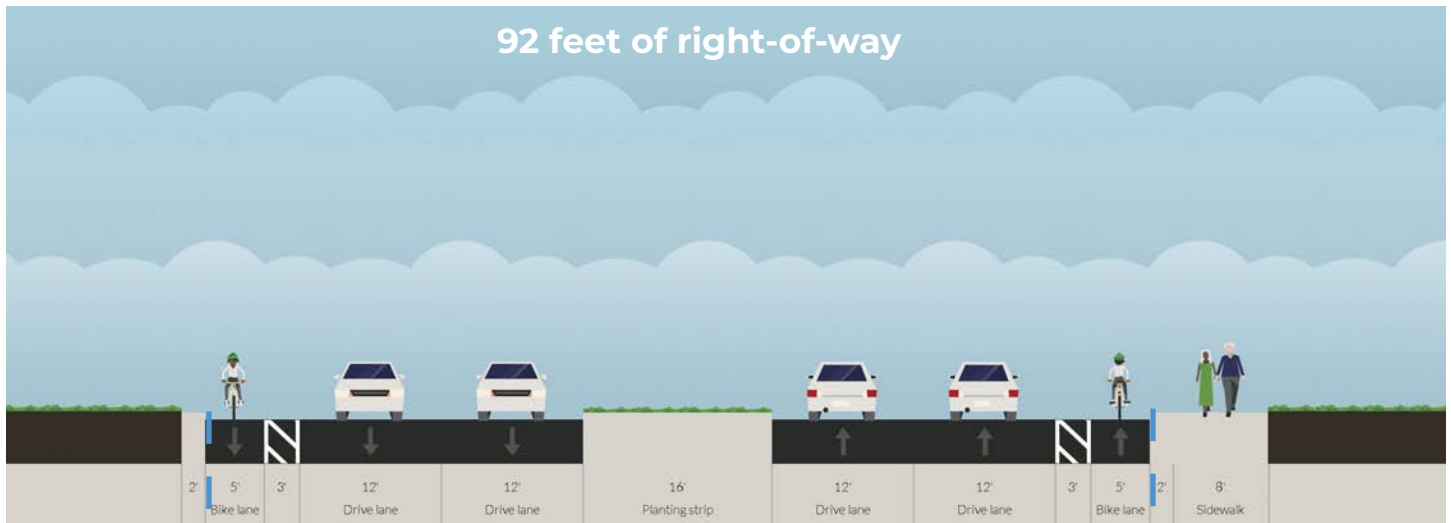 92 feet of right-of-way
2' 5' 3' 12' 12' 16' 12' 12' 3' 5' 2' 8'
Bike lane Drive lane Drive lane Planting strip Drive lane Drive lane Bike lane Sidewalk